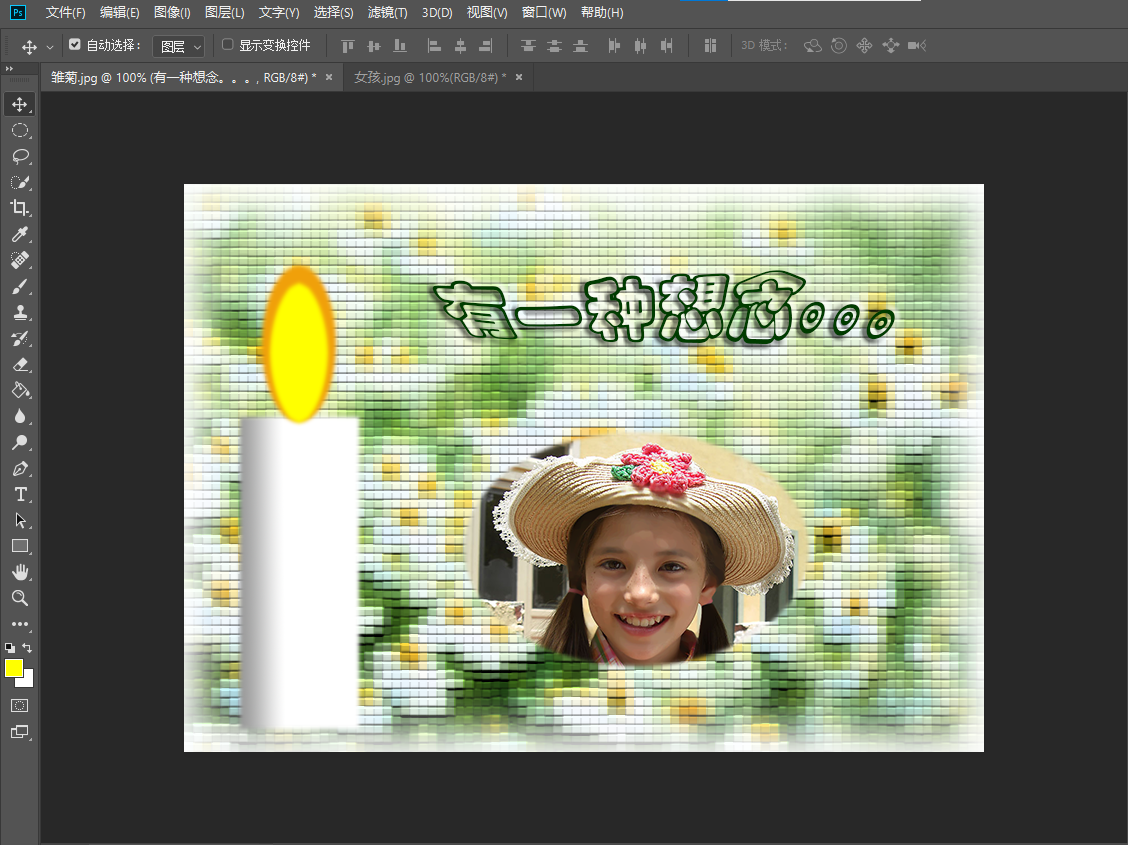 Ps 文件(F) 编辑(E) 图像(I) 图层(L) 文字(Y) 选择(S) 滤镜(T) 3D(D) 视图(V) 窗口(W) 帮助(H)
自动选择： 图层 显示变换控件 3D 模式：
雏菊.jpg @ 100% (有一种想念。。。, RGB/8#) * × 女孩.jpg @ 100%(RGB/8#) * ×
有一种想念。。。